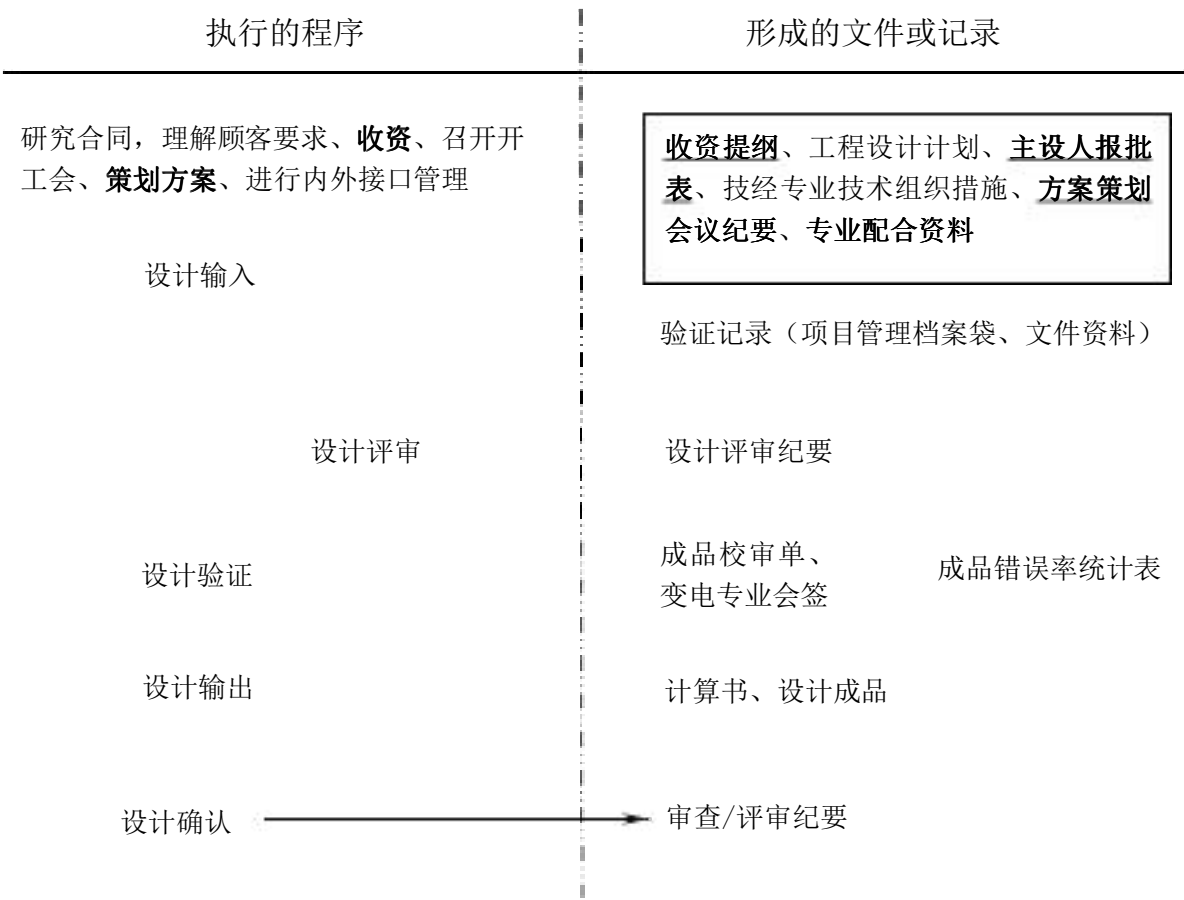 执行的程序
形成的文件或记录
研究合同，理解顾客要求、收资、召开开
工会、策划方案、进行内外接口管理
收资提纲、工程设计计划、主设人报批
表、技经专业技术组织措施、方案策划
会议纪要、专业配合资料
设计输入
验证记录（项目管理档案袋、文件资料）
设计评审
设计评审纪要
设计验证
成品校审单、
变电专业会签
成品错误率统计表
设计输出
计算书、设计成品
设计确认
审查/评审纪要